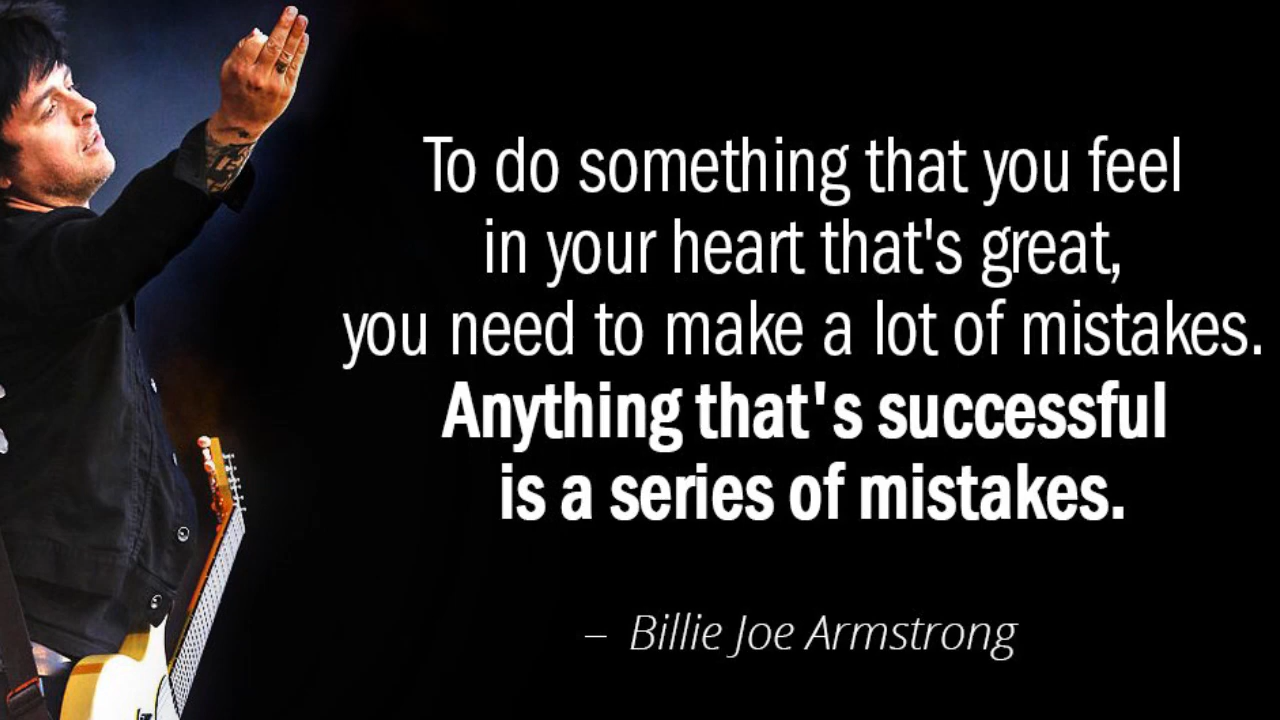 To do something that you feel
in your heart that's great,
you need to make a lot of mistakes.
Anything that's successful
is a series of mistakes.
– Billie Joe Armstrong